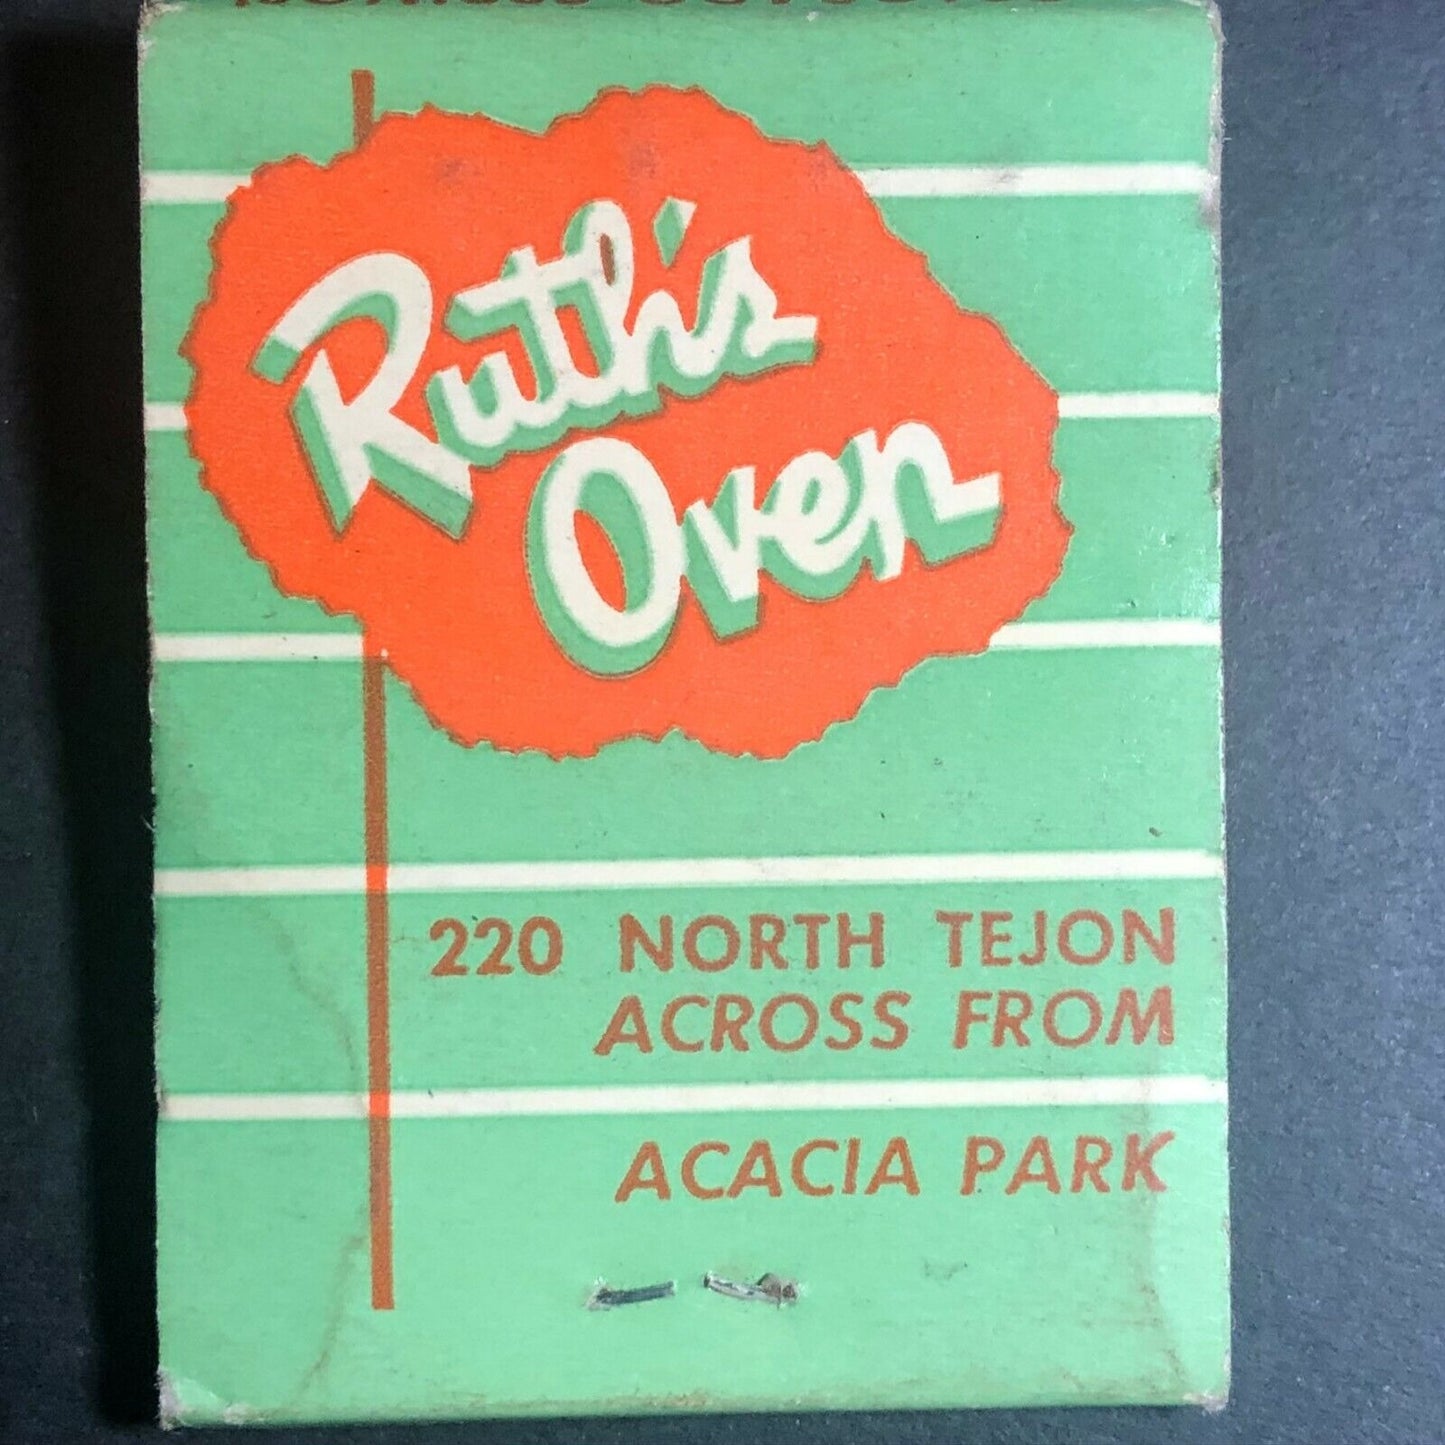 Ruth's
Oven
220 NORTH TEJON
ACROSS FROM
ACACIA PARK